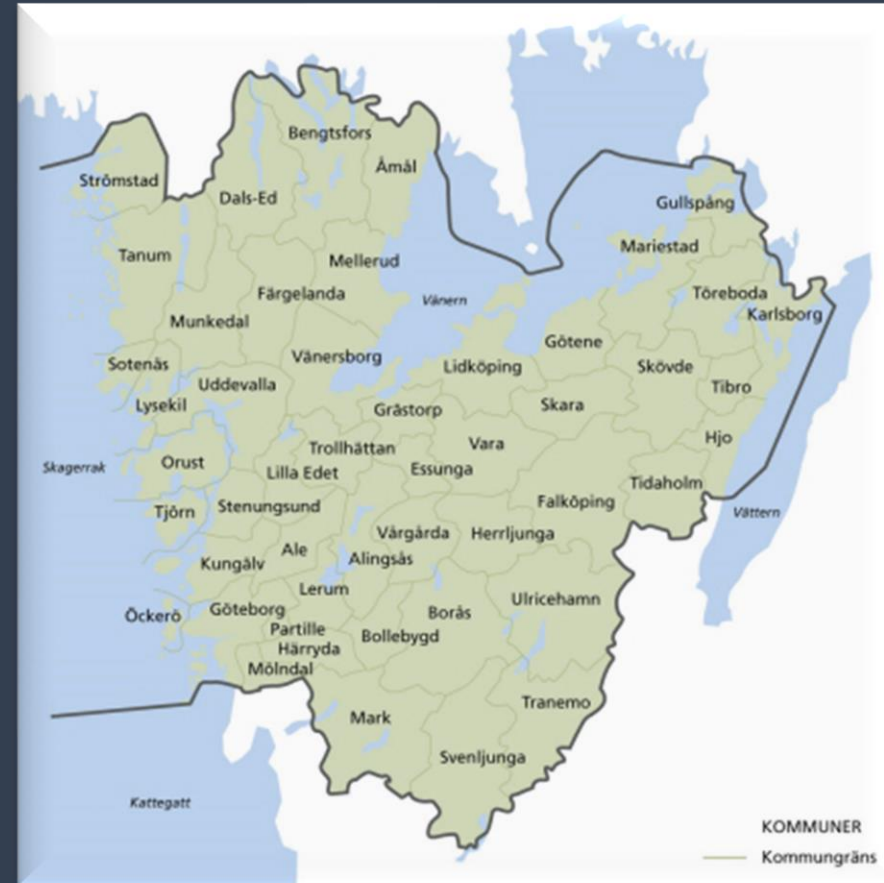 Bengtsfors
Åmål
Strömstad
Dals-Ed
Gullspång
Mariestad
Tanum
Mellerud
Färgelanda
Vänern
Töreboda
Karlsborg
Munkedal
Götene
Vänersborg
Sotenäs
Lidköping
Skövde
Uddevalla
Tibro
Lysekil
Grästorp
Skara
Hjo
Trollhättan
Vara
Orust
Skagerrak
Lilla Edet
Essunga
Tidaholm
Falköping
Stenungsund
Tjörn
Vättern
Vårgårda
Herrljunga
Ale
Alingsås
Kungälv
Lerum
Ulricehamn
Öckerö
Göteborg
Borås
Partille
Bollebygd
Härryda
Mölndal
Tranemo
Mark
Svenljunga
Kattegatt
KOMMUNER
Kommungräns